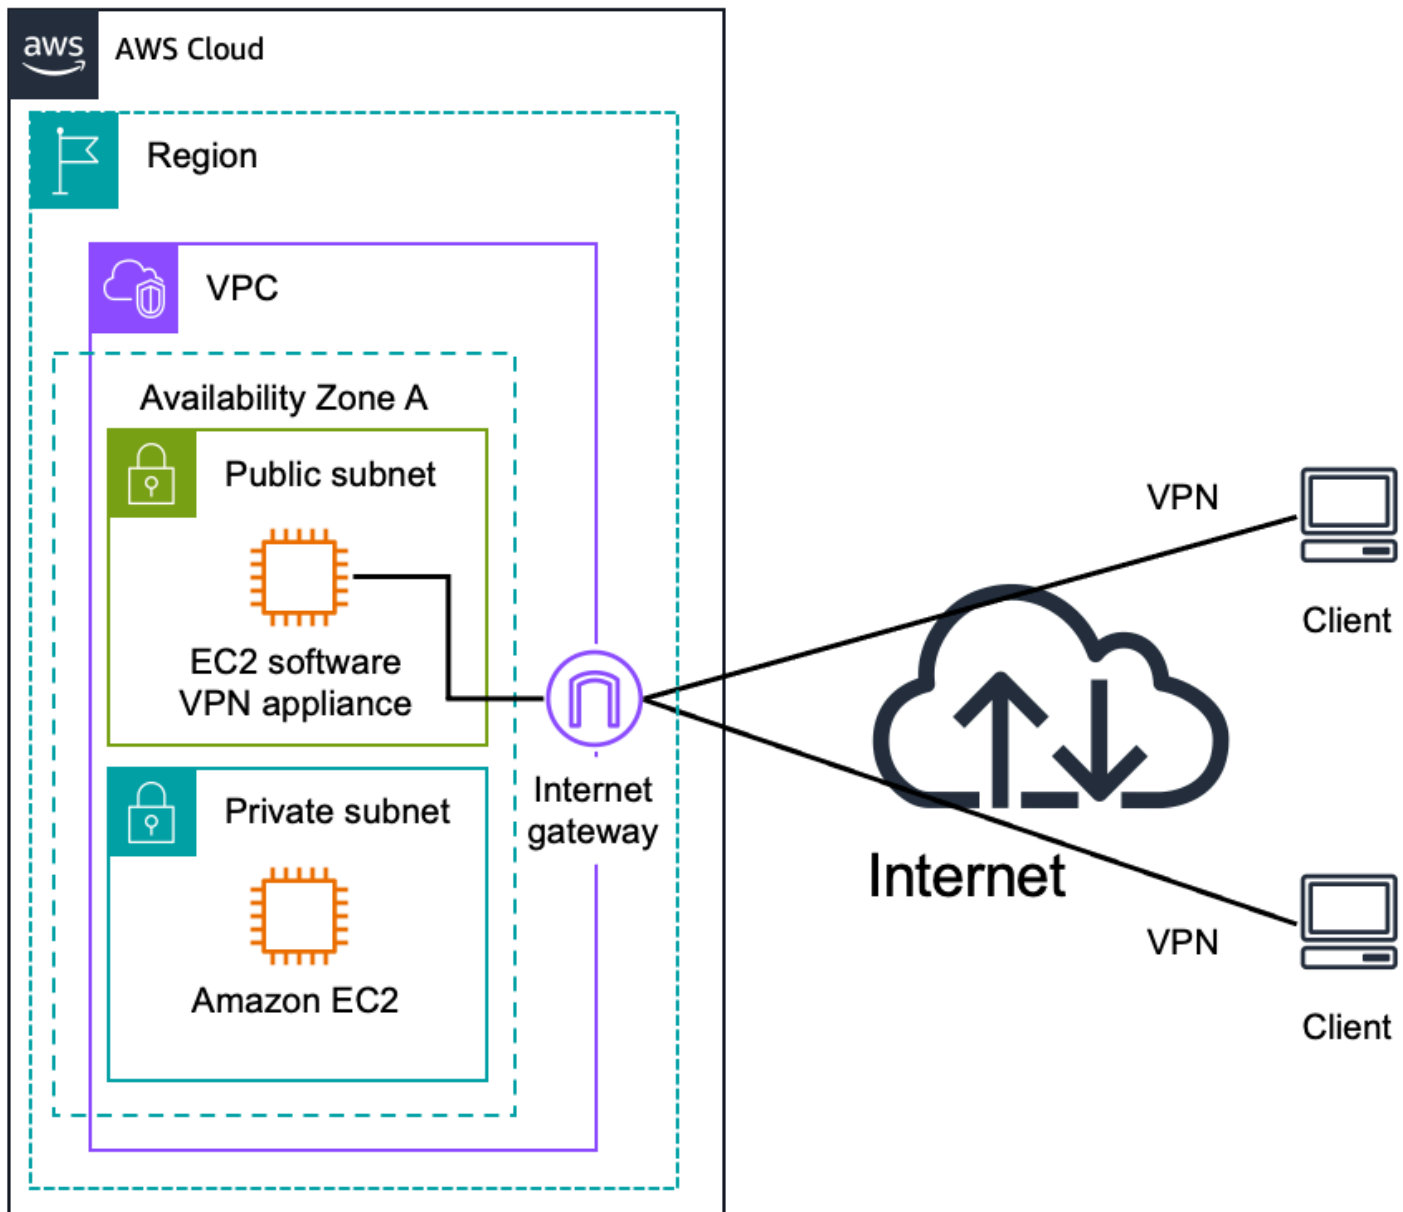 aws
AWS Cloud
Region
VPC
Availability Zone A
Public subnet
EC2 software
VPN appliance
Internet
gateway
Private subnet
Amazon EC2
VPN
Client
Internet
VPN
Client